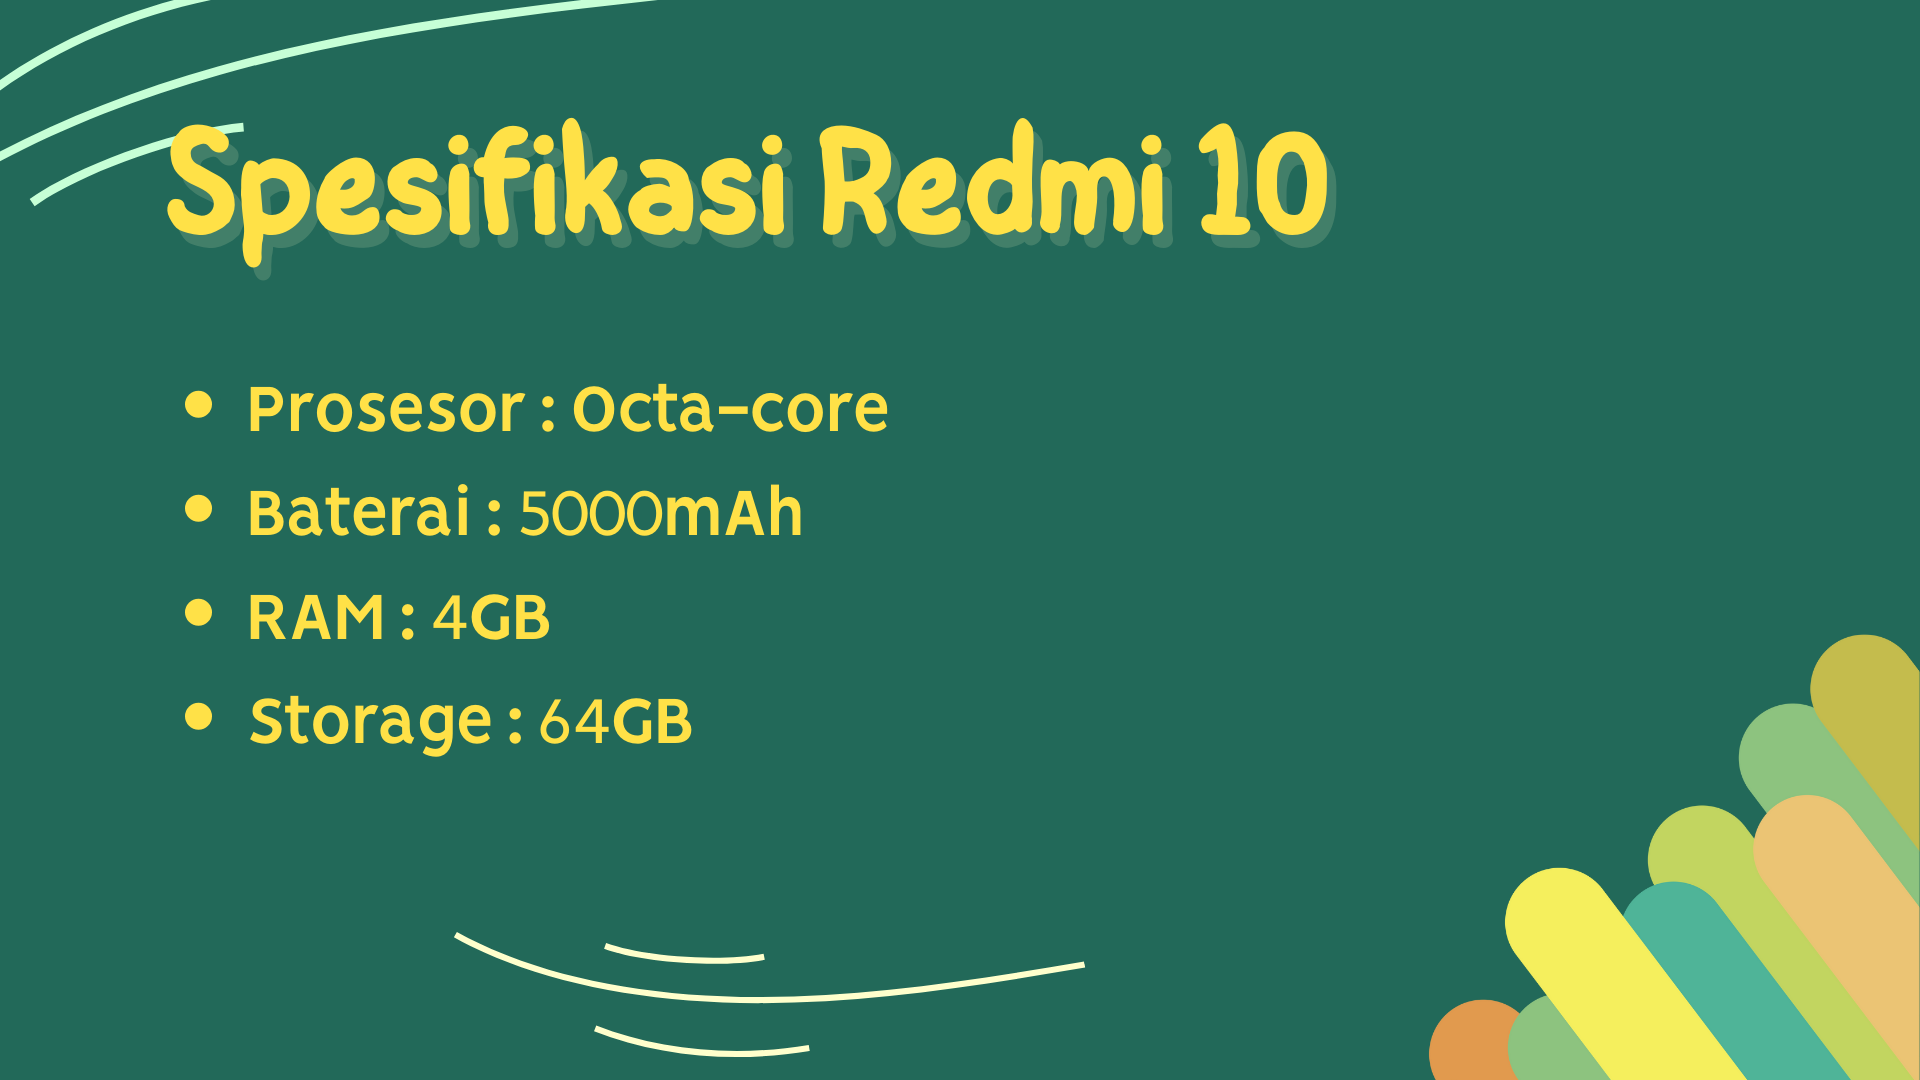 Spesifikasi Redmi 10
• Prosesor : Octa-core
• Baterai : 5000mAh
• RAM : 4GB
• Storage : 64GB